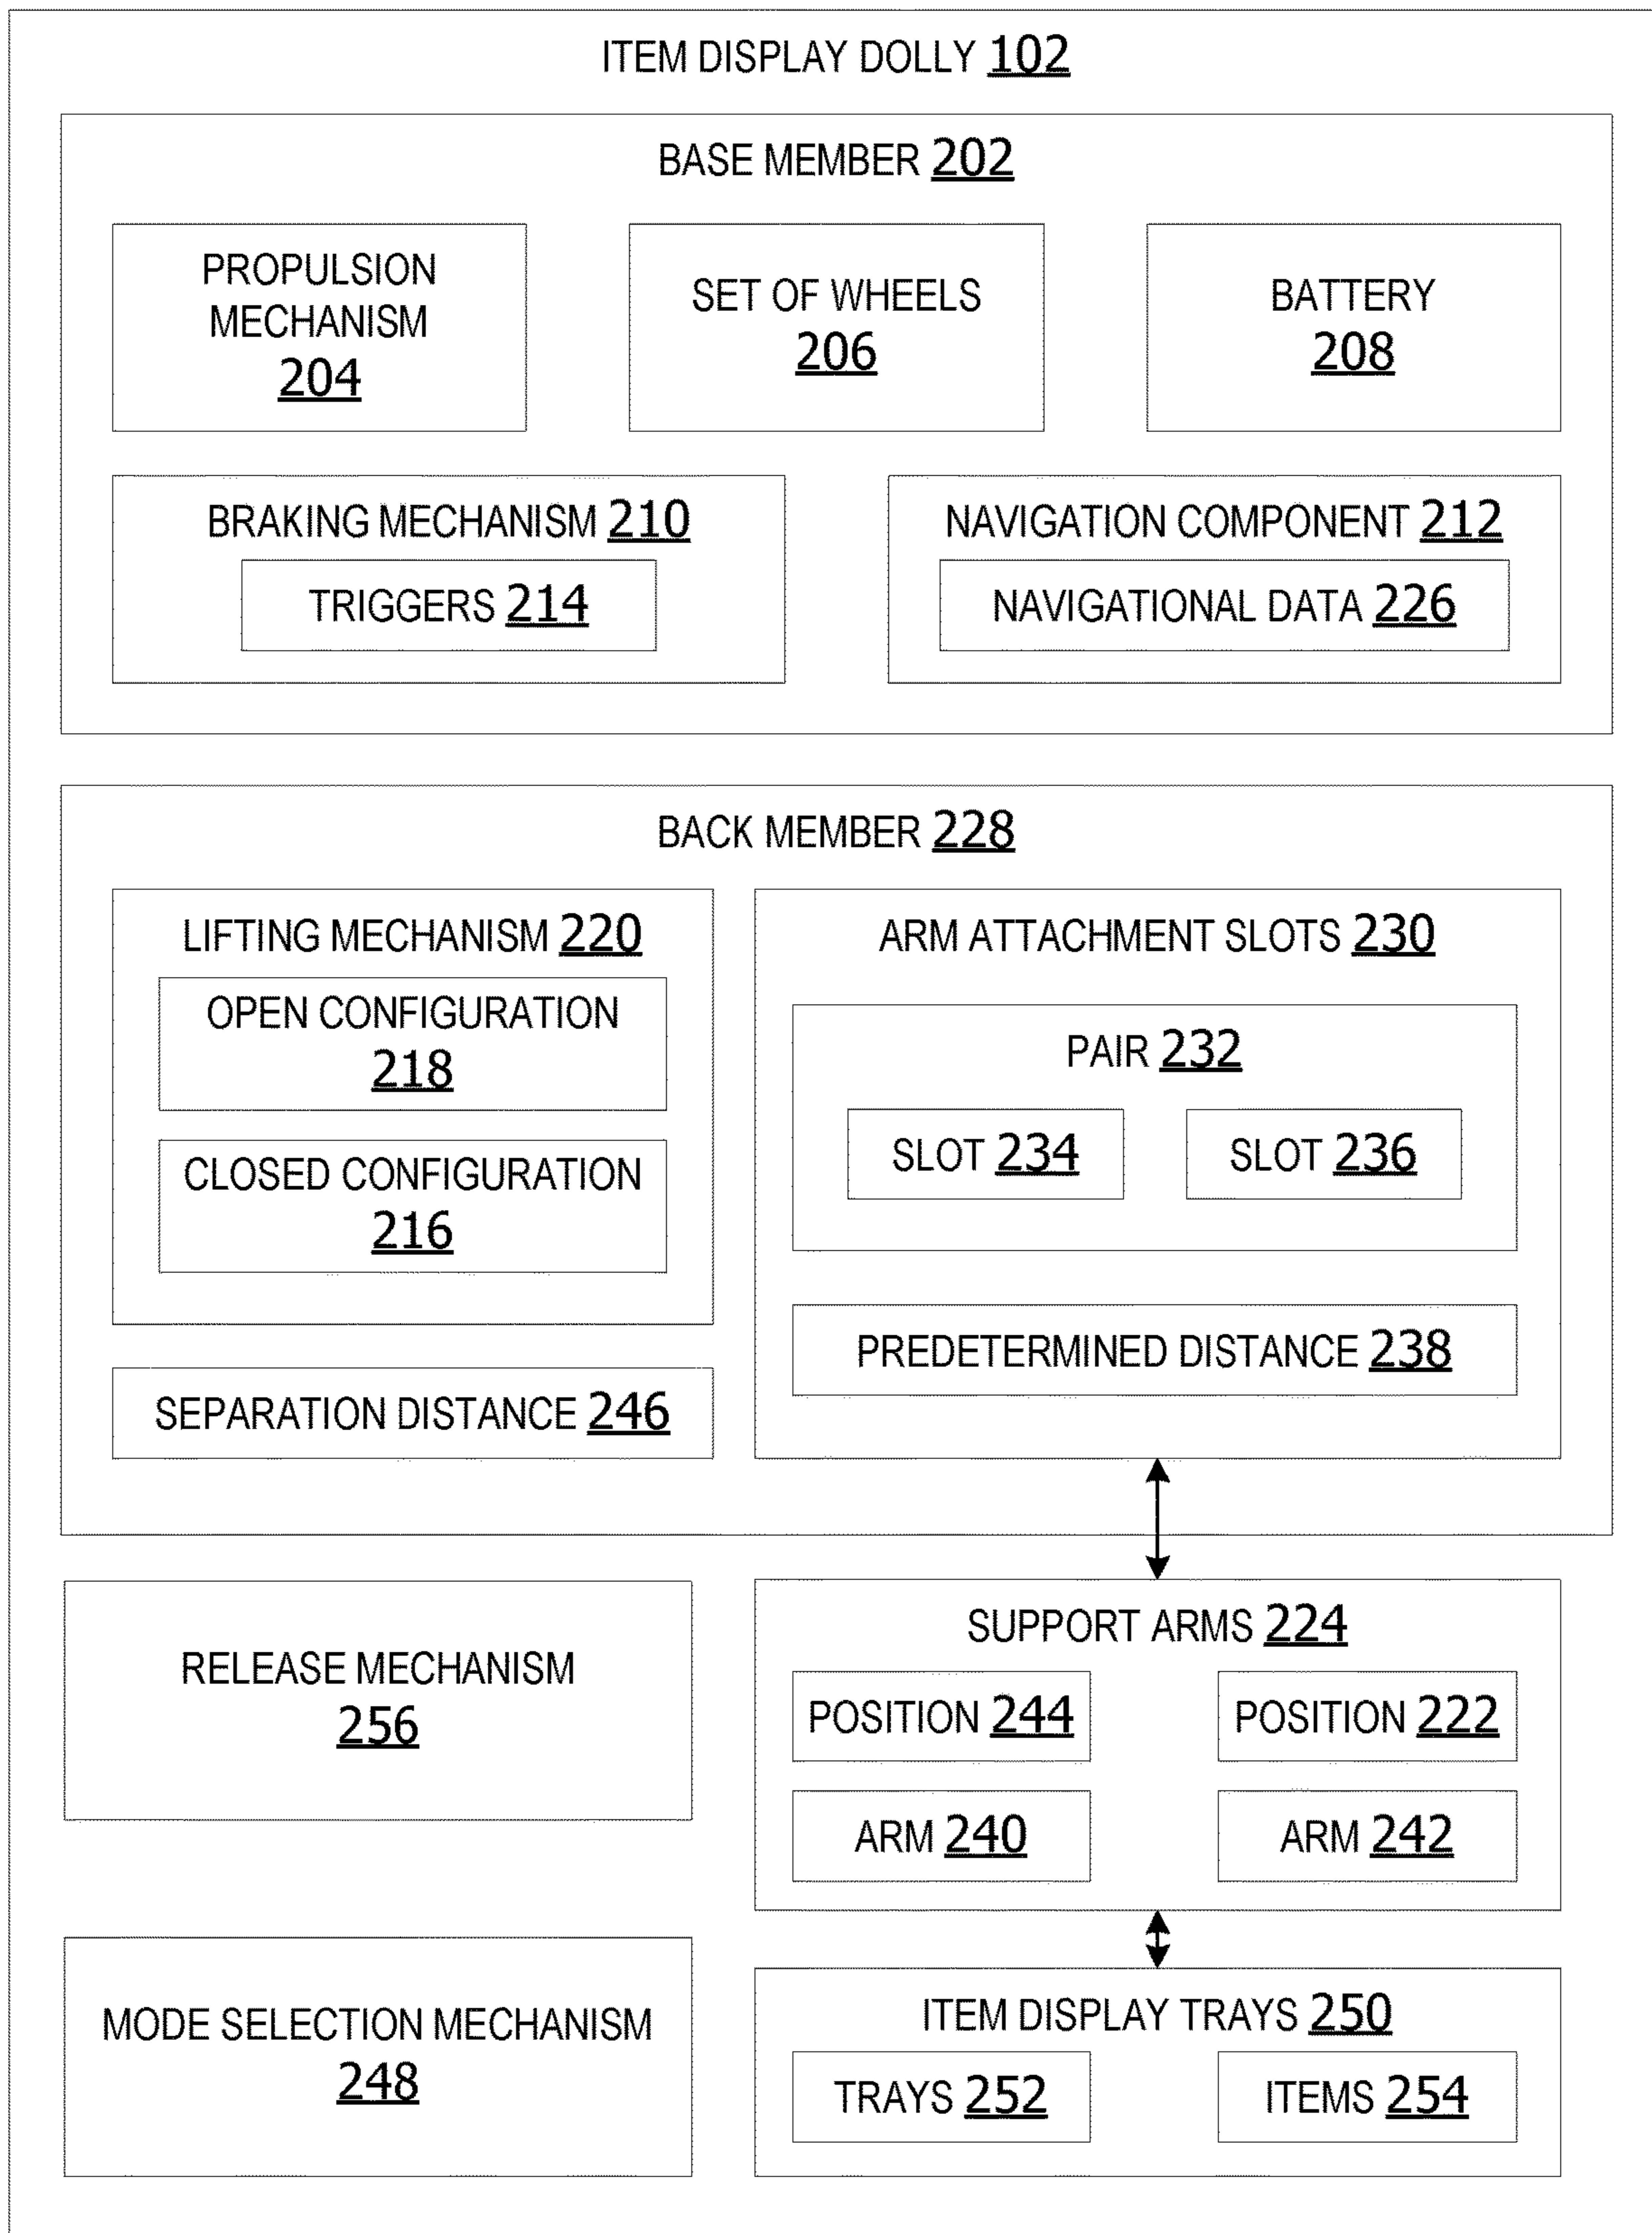 ITEM DISPLAY DOLLY 102
BASE MEMBER 202
PROPULSION
MECHANISM
204
SET OF WHEELS
206
BATTERY
208
BRAKING MECHANISM 210
TRIGGERS 214
NAVIGATION COMPONENT 212
NAVIGATIONAL DATA 226
BACK MEMBER 228
LIFTING MECHANISM 220
OPEN CONFIGURATION
218
CLOSED CONFIGURATION
216
SEPARATION DISTANCE 246
ARM ATTACHMENT SLOTS 230
PAIR 232
SLOT 234
SLOT 236
PREDETERMINED DISTANCE 238
RELEASE MECHANISM
256
SUPPORT ARMS 224
POSITION 244
POSITION 222
ARM 240
ARM 242
MODE SELECTION MECHANISM
248
ITEM DISPLAY TRAYS 250
TRAYS 252
ITEMS 254